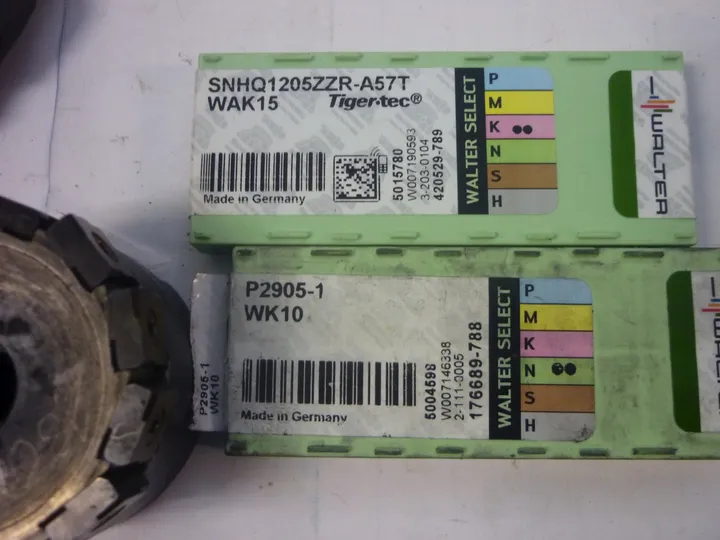 SNHQ1205ZZR-A57T
WAK15 Tiger·tec®
Made in Germany
5015780
W007190593
3-203-0104
420529-789
WALTER SELECT
P
M
K
N
S
H
WALTER
P2905-1
WK10
Made in Germany
5004598
W007146338
2-111-0005
176689-788
WALTER SELECT
P
M
K
N
S
H
WALTER
P2905-1
WK10